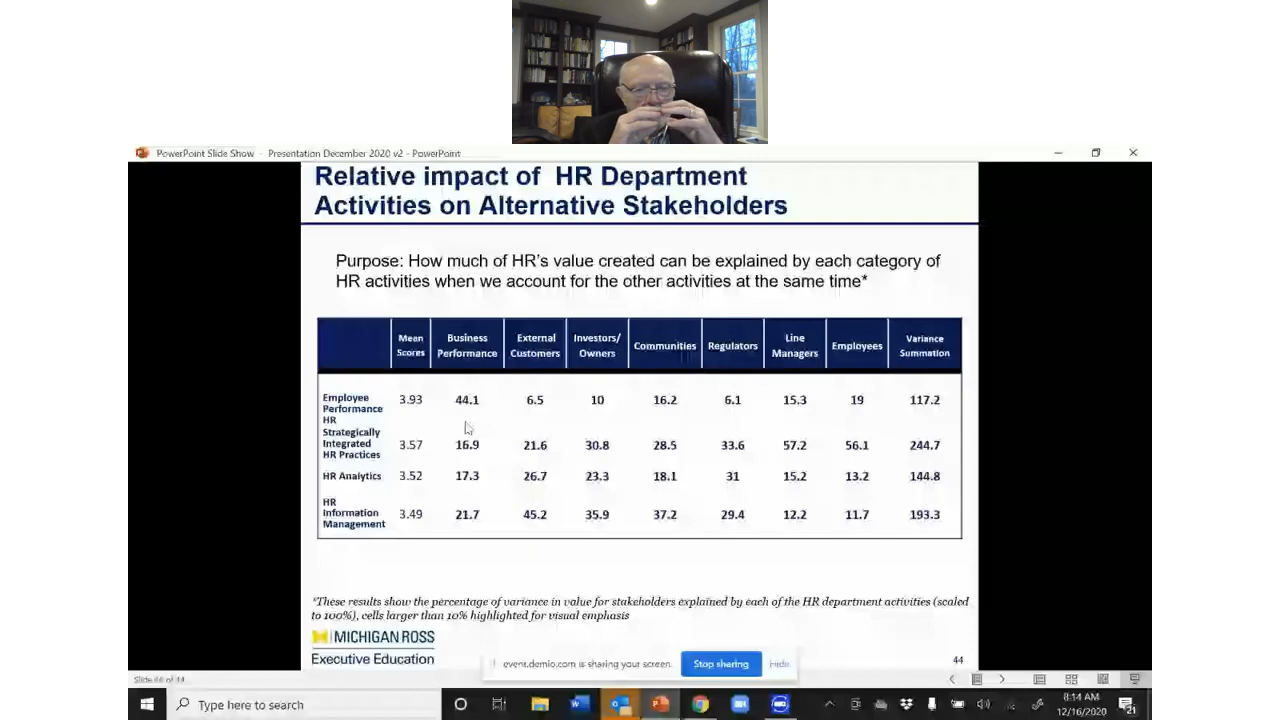 PowerPoint Slide Show - Presentation December 2020 v2 - PowerPoint
Relative impact of HR Department
Activities on Alternative Stakeholders
Purpose: How much of HR's value created can be explained by each category of
HR activities when we account for the other activities at the same time*
Mean Scores Business Performance External Customers Investors/ Owners Communities Regulators Line Managers Employees Variance Summation
Employee Performance HR 3.93 44.1 6.5 10 16.2 6.1 15.3 19 117.2
Strategically Integrated HR Practices 3.57 16.9 21.6 30.8 28.5 33.6 57.2 56.1 244.7
HR Analytics 3.52 17.3 26.7 23.3 18.1 31 15.2 13.2 144.8
HR Information Management 3.49 21.7 45.2 35.9 37.2 29.4 12.2 11.7 193.3
*These results show the percentage of variance in value for stakeholders explained by each of the HR department activities (scaled
to 100%), cells larger than 10% highlighted for visual emphasis
MICHIGAN ROSS
Executive Education
event.demio.com is sharing your screen. Stop sharing Hide
44
Slide 44 of 44
Type here to search
8:14 AM
12/16/2020
21